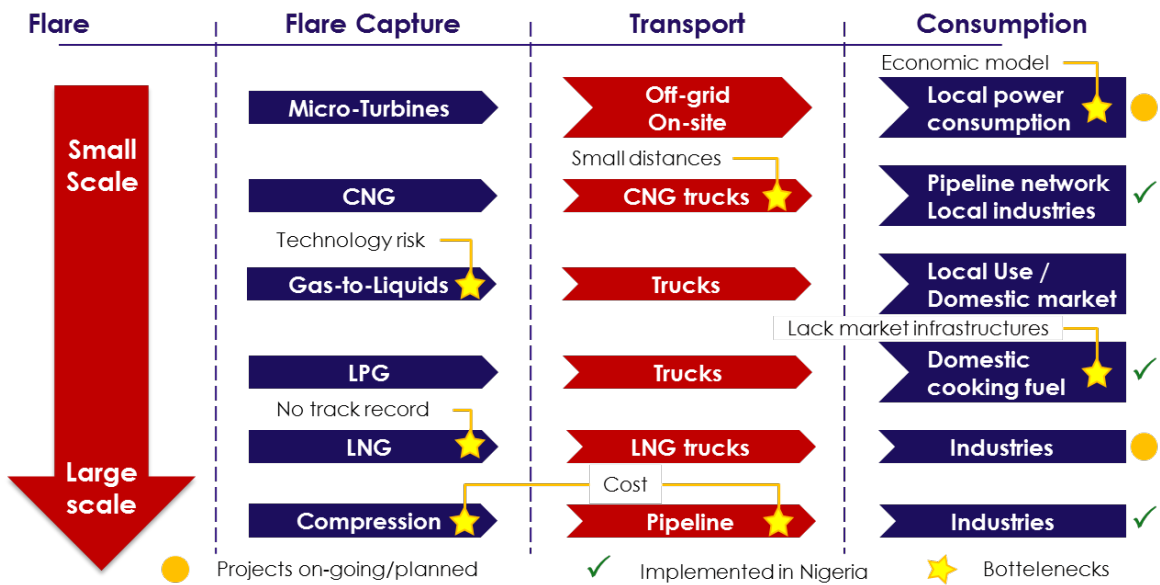 Flare
Flare Capture
Transport
Consumption
Economic model
Small
Scale
Micro-Turbines
Off-grid
On-site
Local power
consumption
Small distances
CNG
CNG trucks
Pipeline network
Local industries
Technology risk
Gas-to-Liquids
Trucks
Local Use /
Domestic market
Lack market infrastructures
LPG
Trucks
Domestic
cooking fuel
No track record
LNG
LNG trucks
Industries
Large
scale
Cost
Compression
Pipeline
Industries
Projects on-going/planned
Implemented in Nigeria
Bottelenecks